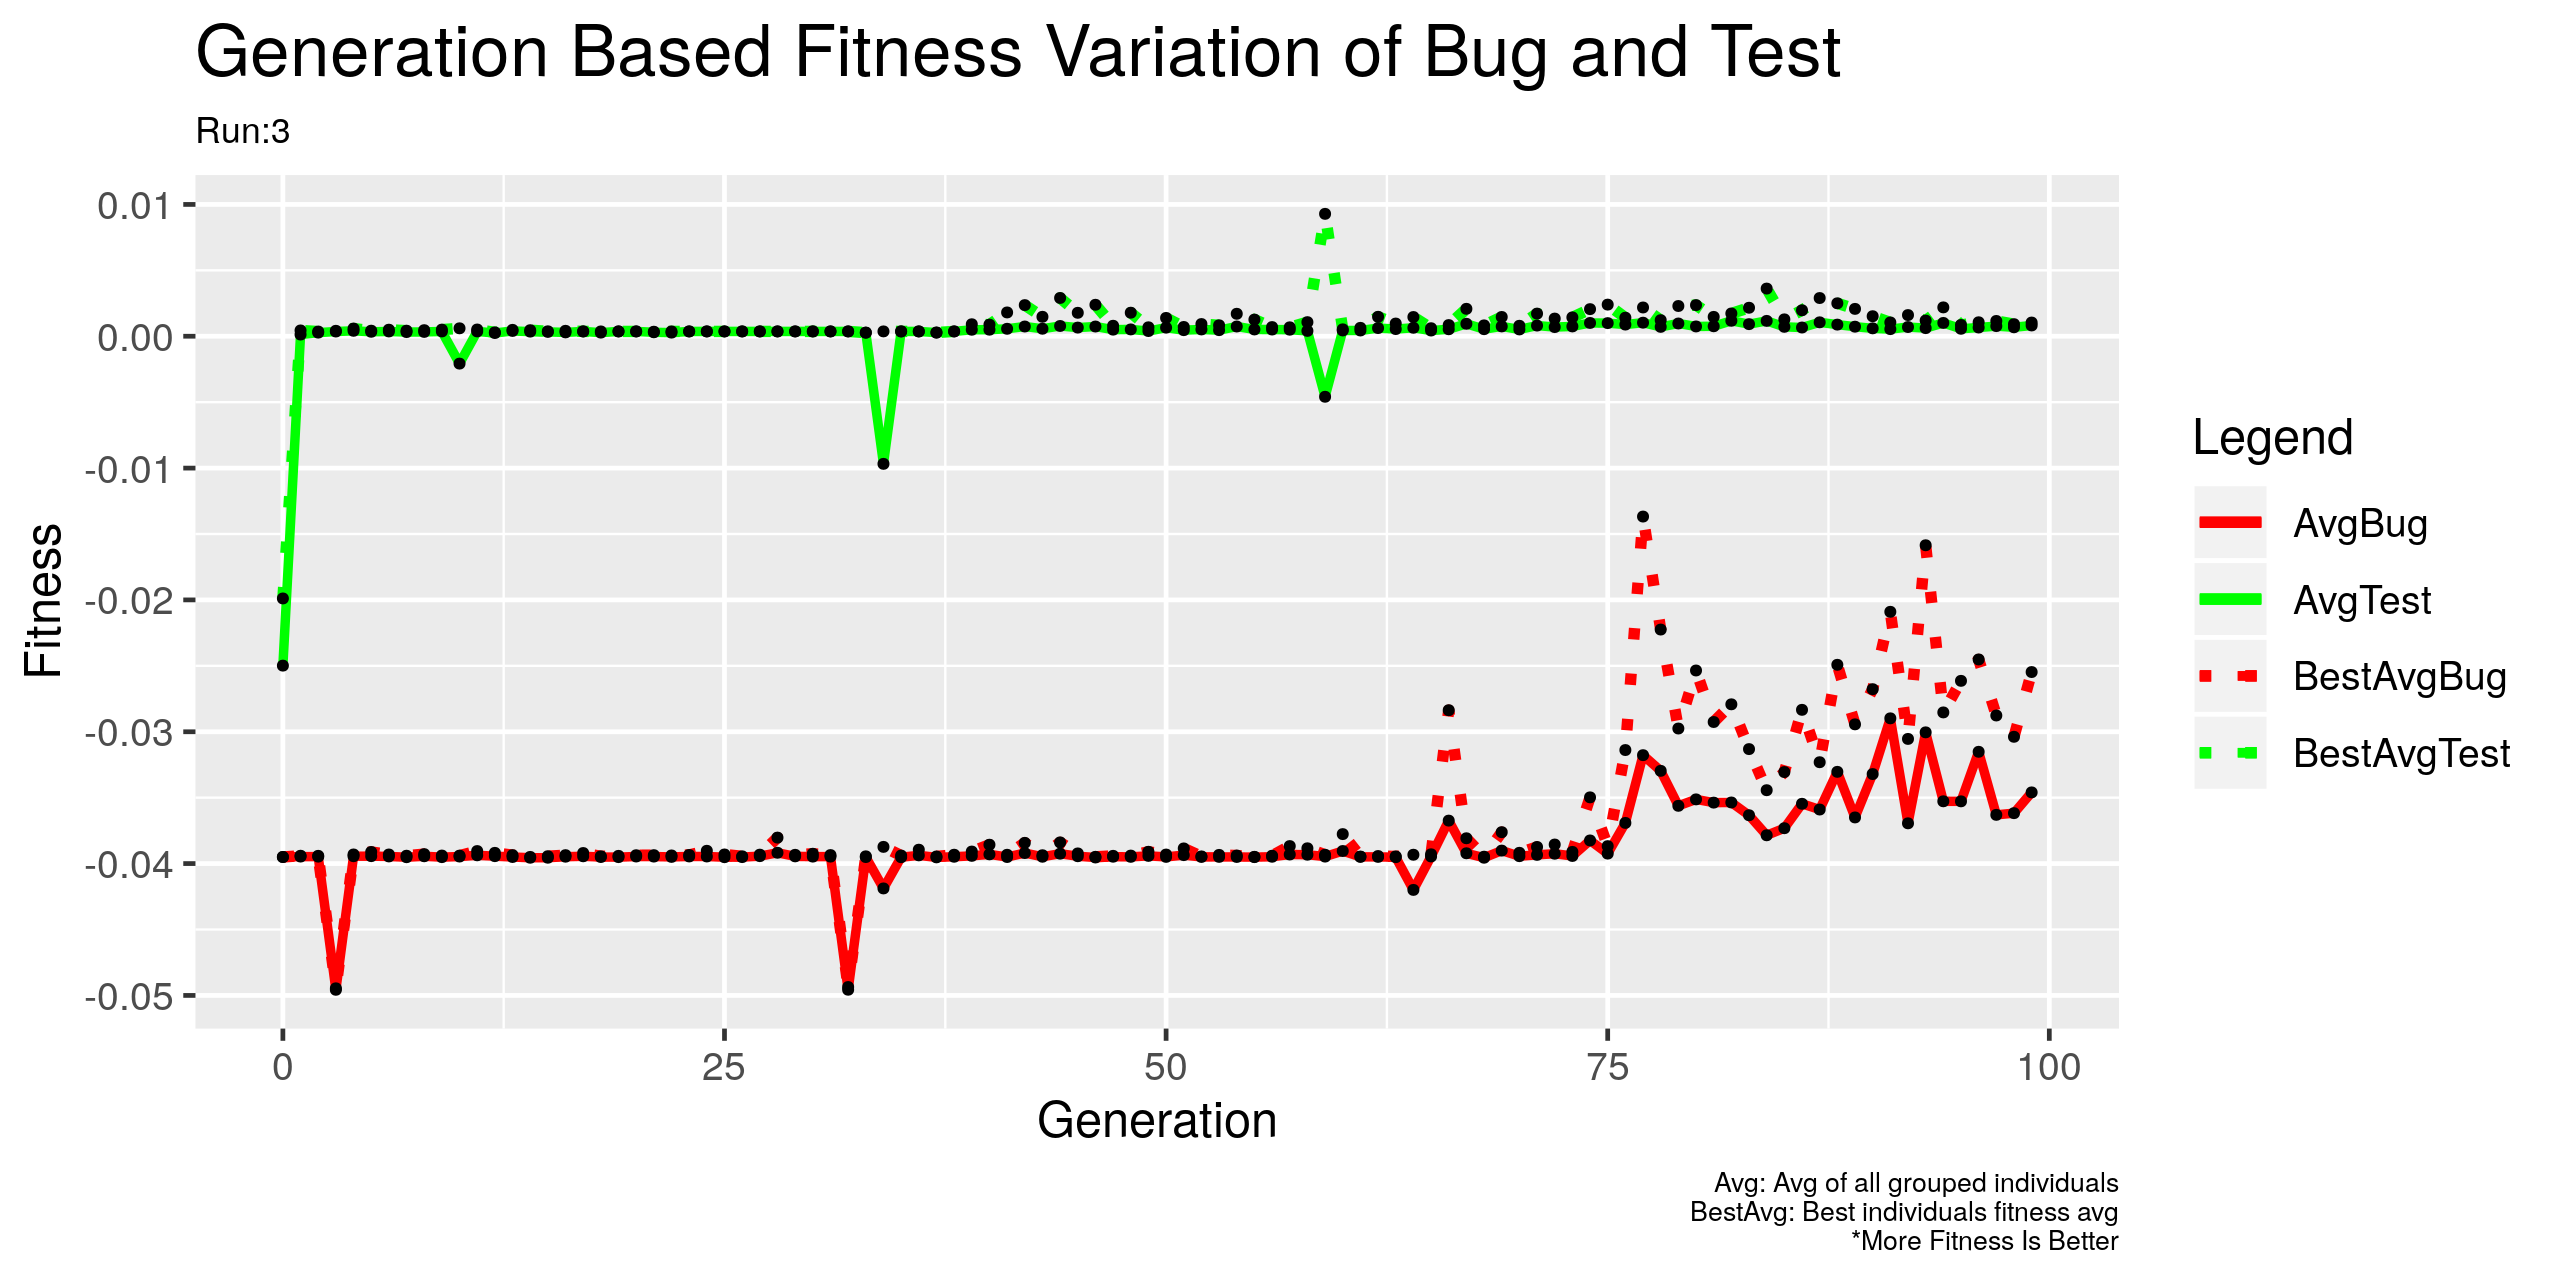 Generation Based Fitness Variation of Bug and Test
Run:3
0.01
0.00
-0.01
-0.02
-0.03
-0.04
-0.05
Fitness
0 25 50 75 100
Generation
Legend
AvgBug
AvgTest
BestAvgBug
BestAvgTest
Avg: Avg of all grouped individuals
BestAvg: Best individuals fitness avg
*More Fitness Is Better